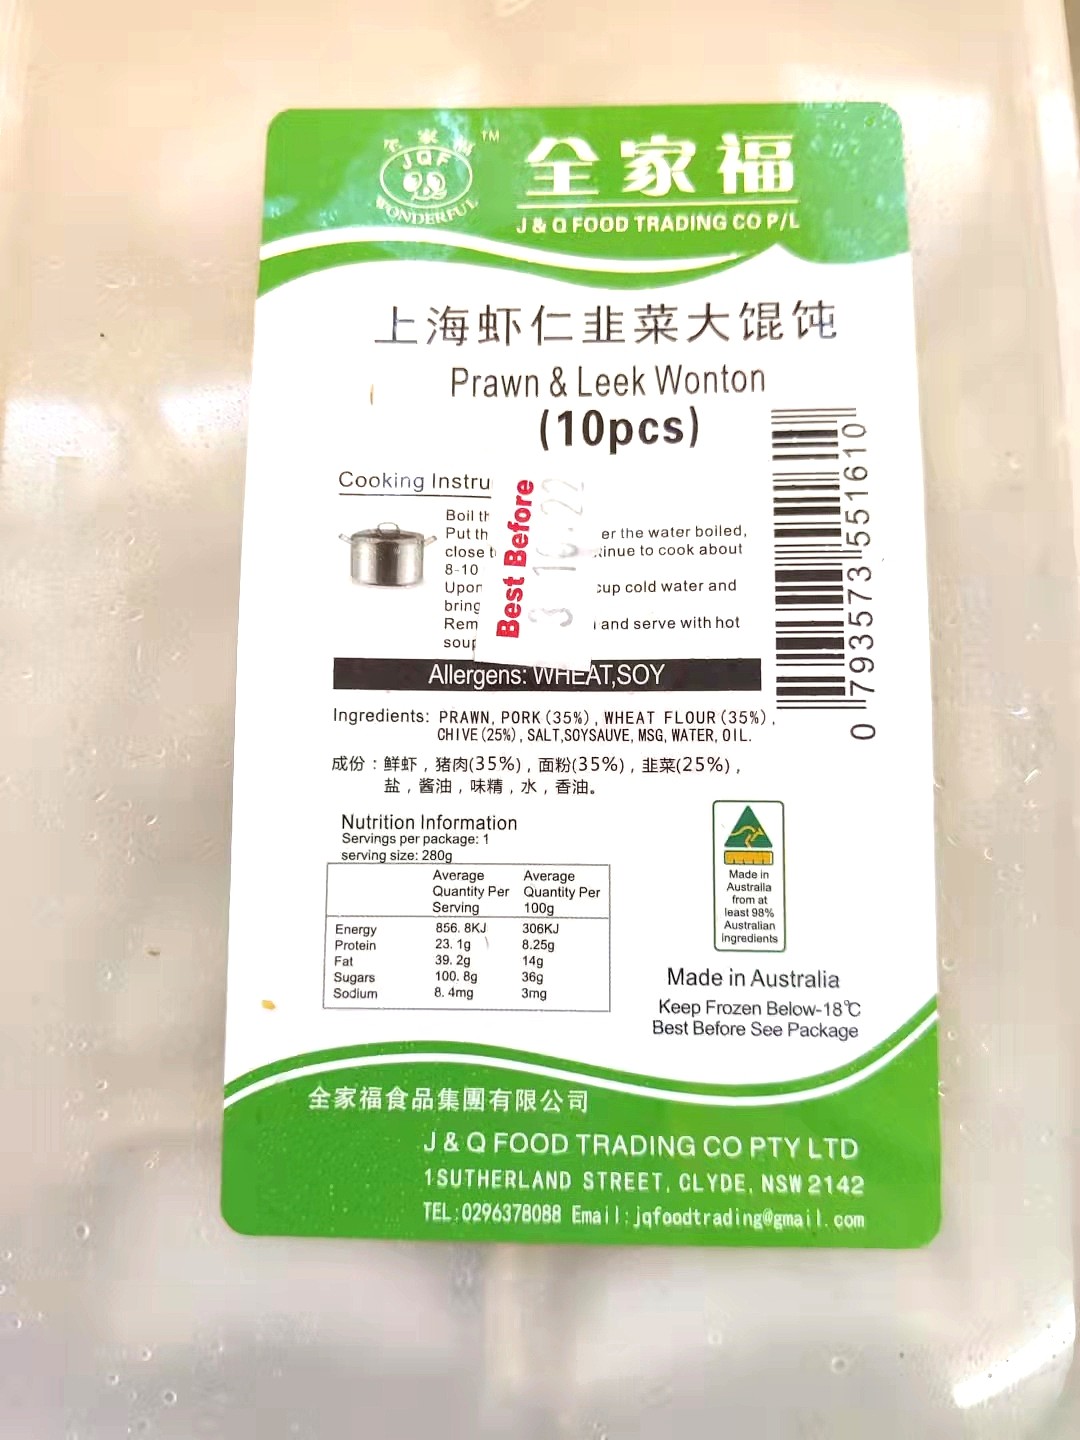 JQF
WONDERFUL
TM
全家福
J & Q FOOD TRADING CO P/L
上海虾仁韭菜大馄饨
Prawn & Leek Wonton
(10pcs)
Cooking Instru
Boil th
Put th er the water boiled,
close t inue to cook about
8-10
Upon cup cold water and
bring
Rem and serve with hot
soup
Best Before
Allergens: WHEAT,SOY
0 793573 551610
Ingredients: PRAWN, PORK (35%), WHEAT FLOUR (35%),
CHIVE (25%), SALT,SOYSAUVE, MSG, WATER, OIL.
成份：鲜虾，猪肉(35%)，面粉(35%)，韭菜(25%)，
盐，酱油，味精，水，香油。
Nutrition Information
Servings per package: 1
serving size: 280g
Average Average
Quantity Per Quantity Per
Serving 100g
Energy 856. 8KJ 306KJ
Protein 23. 1g 8.25g
Fat 39. 2g 14g
Sugars 100. 8g 36g
Sodium 8. 4mg 3mg
Made in
Australia
from at
least 98%
Australian
ingredients
Made in Australia
Keep Frozen Below-18℃
Best Before See Package
全家福食品集團有限公司
J & Q FOOD TRADING CO PTY LTD
1 SUTHERLAND STREET, CLYDE, NSW 2142
TEL:0296378088 Email:jqfoodtrading@gmail.com